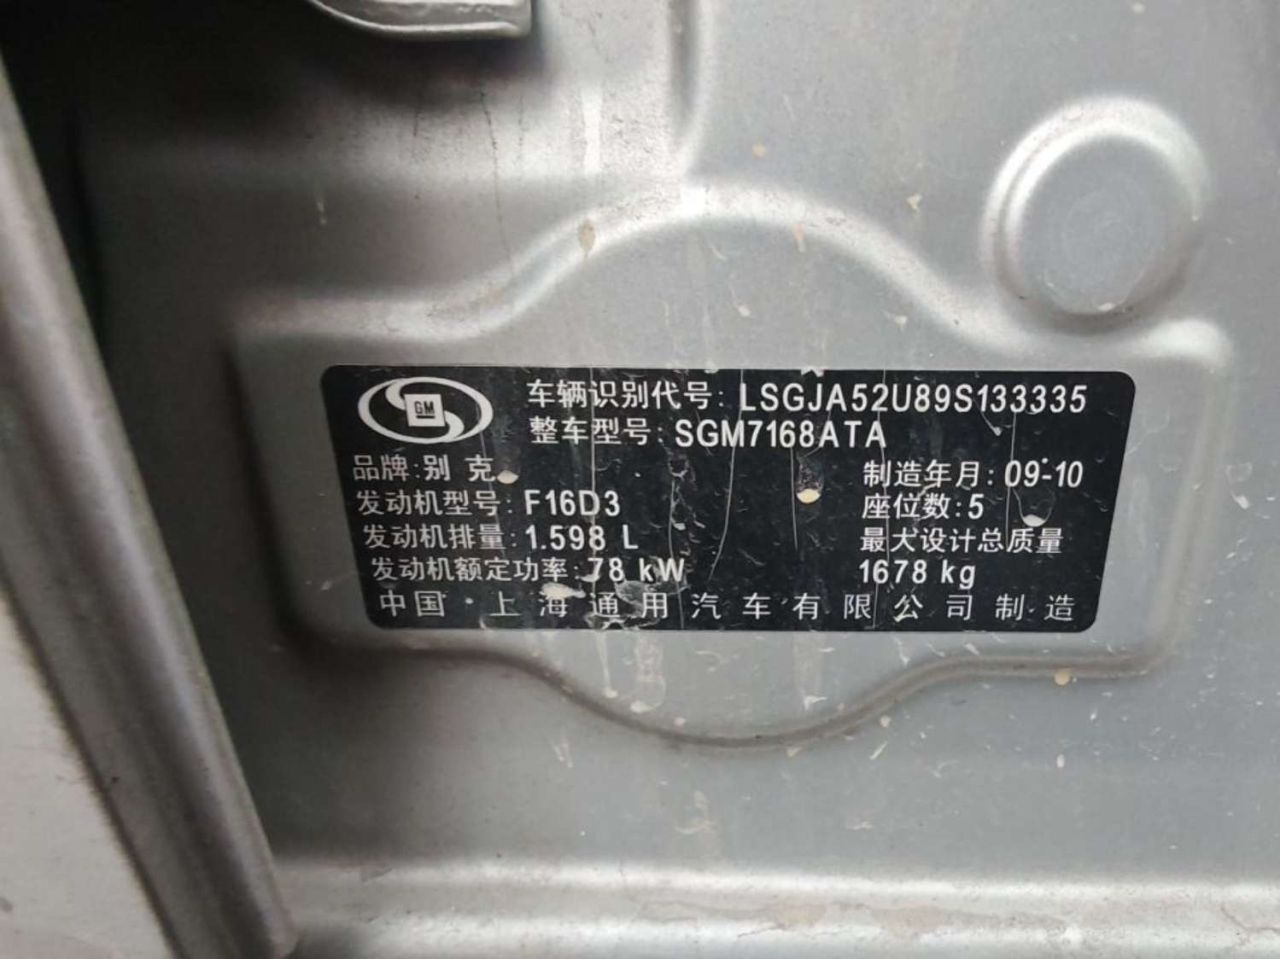 GM
车辆识别代号: LSGJA52U89S133335
整车型号: SGM7168ATA
品牌:别 克
制造年月: 09-10
发动机型号: F16D3
座位数: 5
发动机排量: 1.598 L
最大设计总质量
发动机额定功率: 78 kW
1678 kg
中国·上海通用汽车有限公司制造